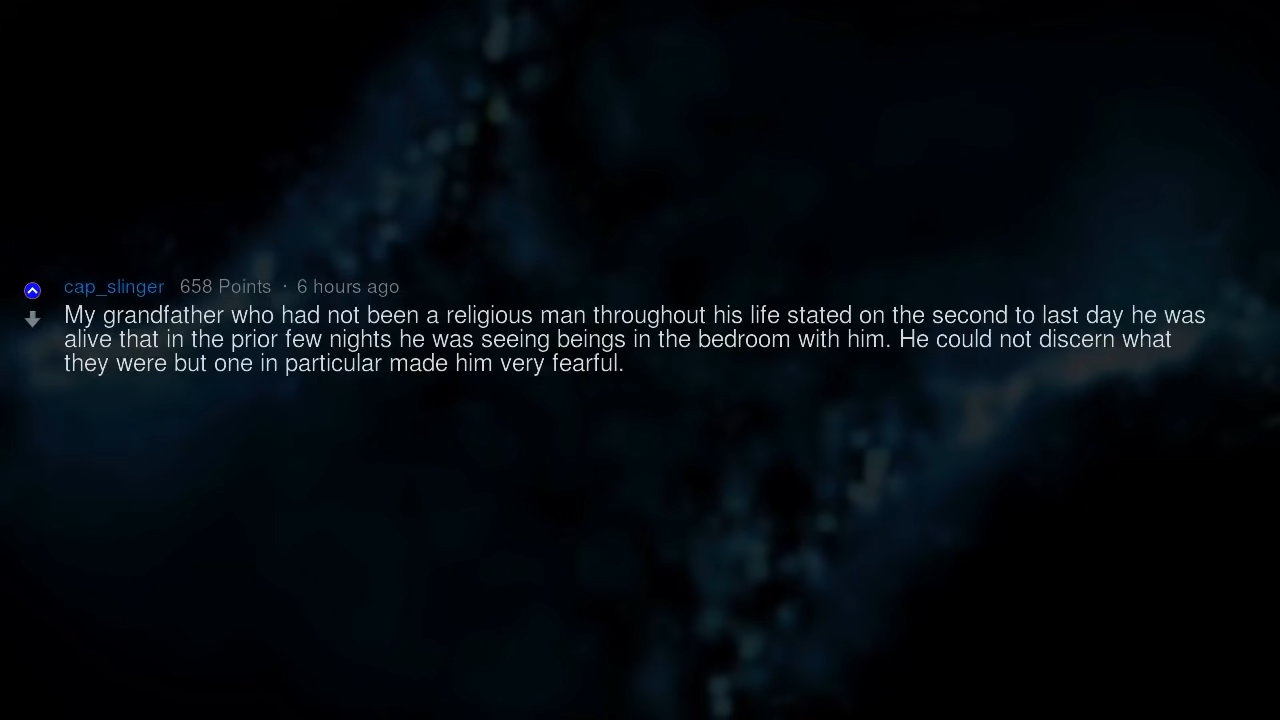 cap_slinger 658 Points · 6 hours ago
My grandfather who had not been a religious man throughout his life stated on the second to last day he was
alive that in the prior few nights he was seeing beings in the bedroom with him. He could not discern what
they were but one in particular made him very fearful.